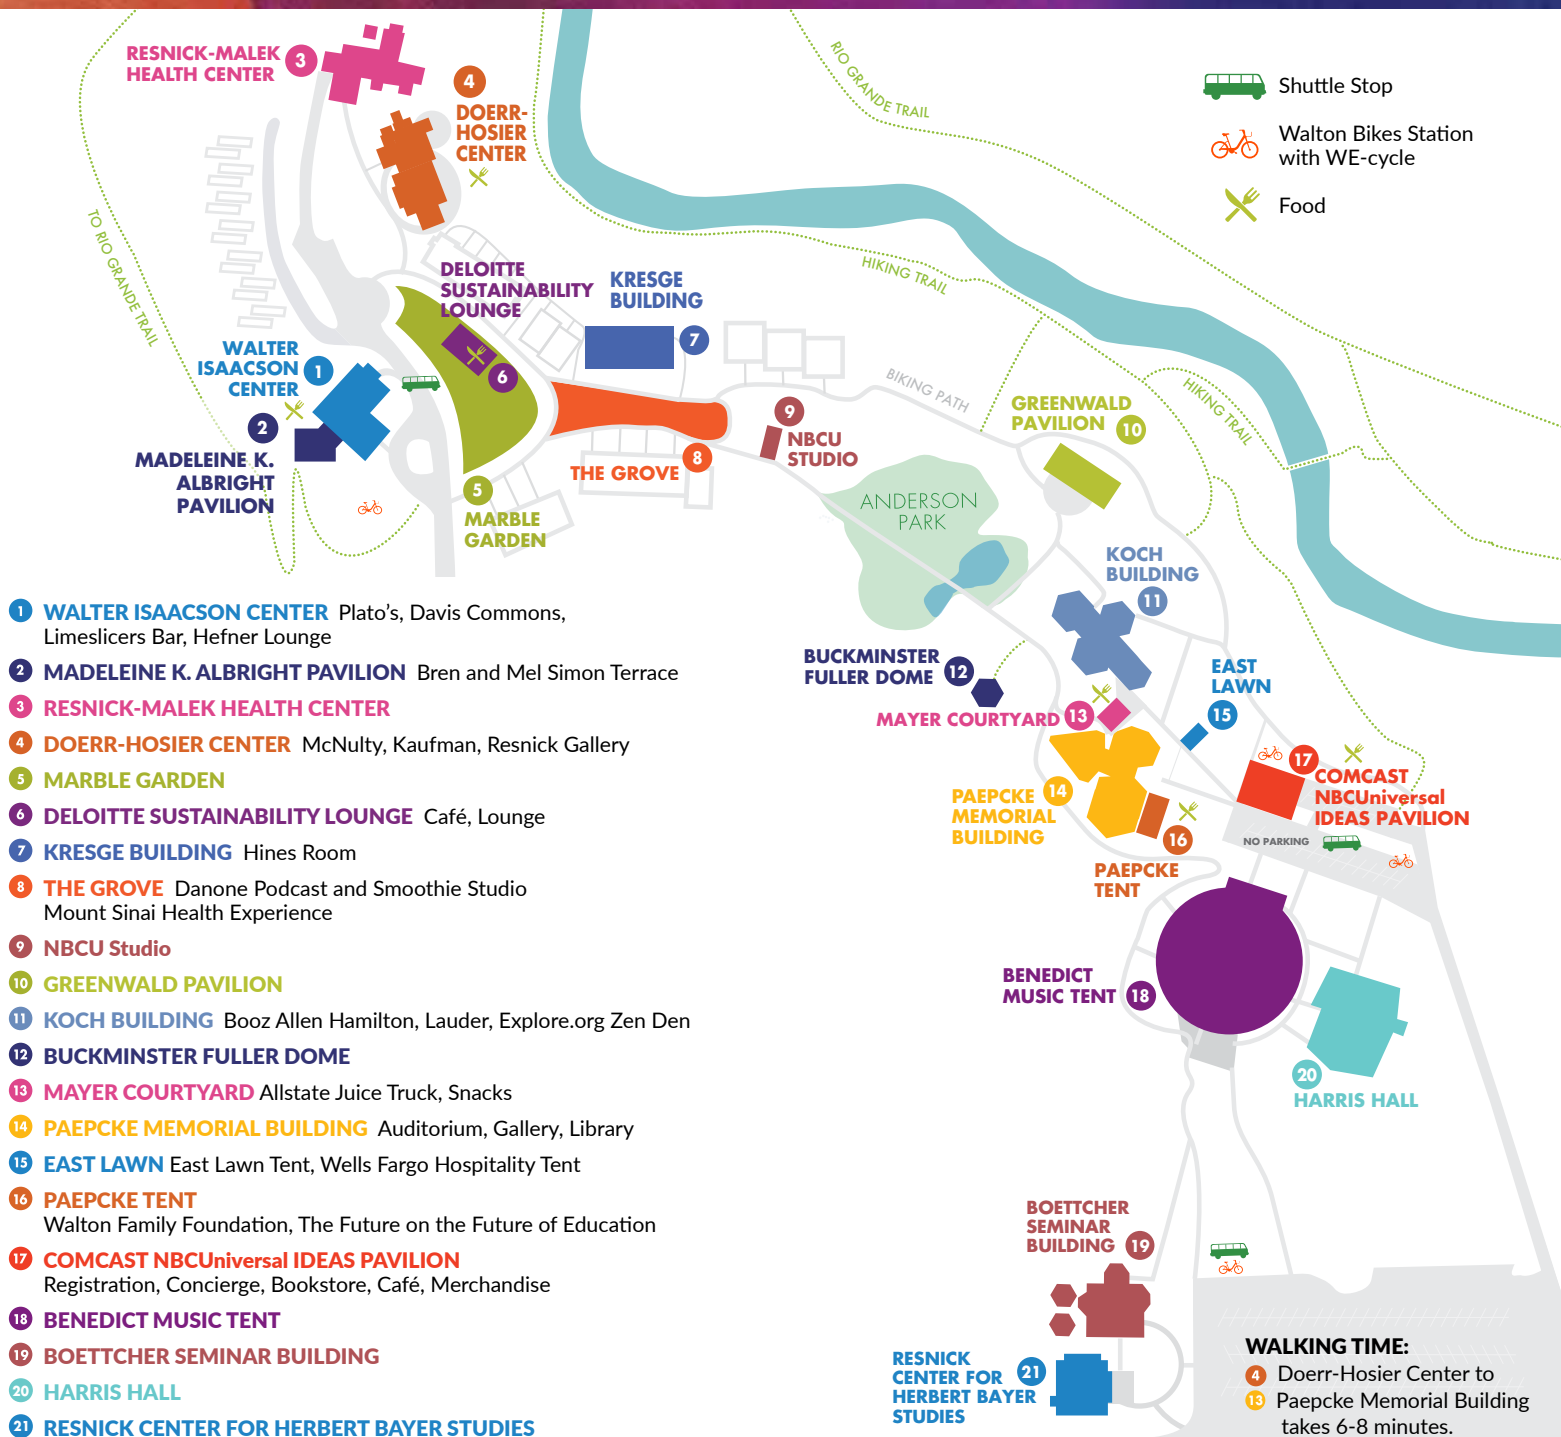 RESNICK-MALEK
HEALTH CENTER
3
4
DOERR-
HOSIER
CENTER
RIO GRANDE TRAIL
Shuttle Stop
Walton Bikes Station
with WE-cycle
Food
TO RIO GRANDE TRAIL
HIKING TRAIL
DELOITTE
SUSTAINABILITY
LOUNGE
6
KRESGE
BUILDING
7
WALTER
ISAACSON
CENTER
1
2
MADELEINE K.
ALBRIGHT
PAVILION
BIKING PATH
HIKING TRAIL
9
NBCU
STUDIO
GREENWALD
PAVILION
10
THE GROVE
8
5
MARBLE
GARDEN
ANDERSON
PARK
KOCH
BUILDING
11
BUCKMINSTER
FULLER DOME
12
EAST
LAWN
15
MAYER COURTYARD
13
17
COMCAST
NBCUniversal
IDEAS PAVILION
PAEPCKE
MEMORIAL
BUILDING
14
NO PARKING
16
PAEPCKE
TENT
BENEDICT
MUSIC TENT
18
20
HARRIS HALL
BOETTCHER
SEMINAR
BUILDING
19
RESNICK
CENTER FOR
HERBERT BAYER
STUDIES
21
1 WALTER ISAACSON CENTER Plato's, Davis Commons,
Limeslicers Bar, Hefner Lounge
2 MADELEINE K. ALBRIGHT PAVILION Bren and Mel Simon Terrace
3 RESNICK-MALEK HEALTH CENTER
4 DOERR-HOSIER CENTER McNulty, Kaufman, Resnick Gallery
5 MARBLE GARDEN
6 DELOITTE SUSTAINABILITY LOUNGE Café, Lounge
7 KRESGE BUILDING Hines Room
8 THE GROVE Danone Podcast and Smoothie Studio
Mount Sinai Health Experience
9 NBCU Studio
10 GREENWALD PAVILION
11 KOCH BUILDING Booz Allen Hamilton, Lauder, Explore.org Zen Den
12 BUCKMINSTER FULLER DOME
13 MAYER COURTYARD Allstate Juice Truck, Snacks
14 PAEPCKE MEMORIAL BUILDING Auditorium, Gallery, Library
15 EAST LAWN East Lawn Tent, Wells Fargo Hospitality Tent
16 PAEPCKE TENT
Walton Family Foundation, The Future on the Future of Education
17 COMCAST NBCUniversal IDEAS PAVILION
Registration, Concierge, Bookstore, Café, Merchandise
18 BENEDICT MUSIC TENT
19 BOETTCHER SEMINAR BUILDING
20 HARRIS HALL
21 RESNICK CENTER FOR HERBERT BAYER STUDIES
WALKING TIME:
4 Doerr-Hosier Center to
13 Paepcke Memorial Building
takes 6-8 minutes.